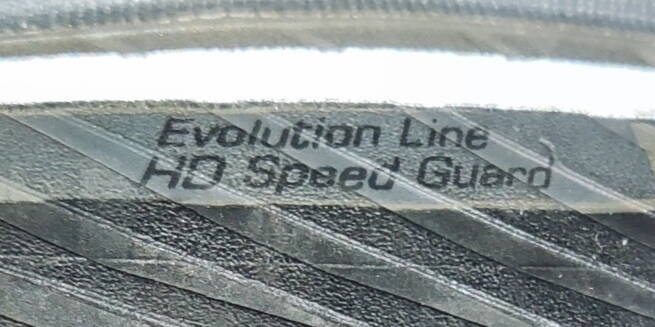 Evolution Line
HD Speed Guard